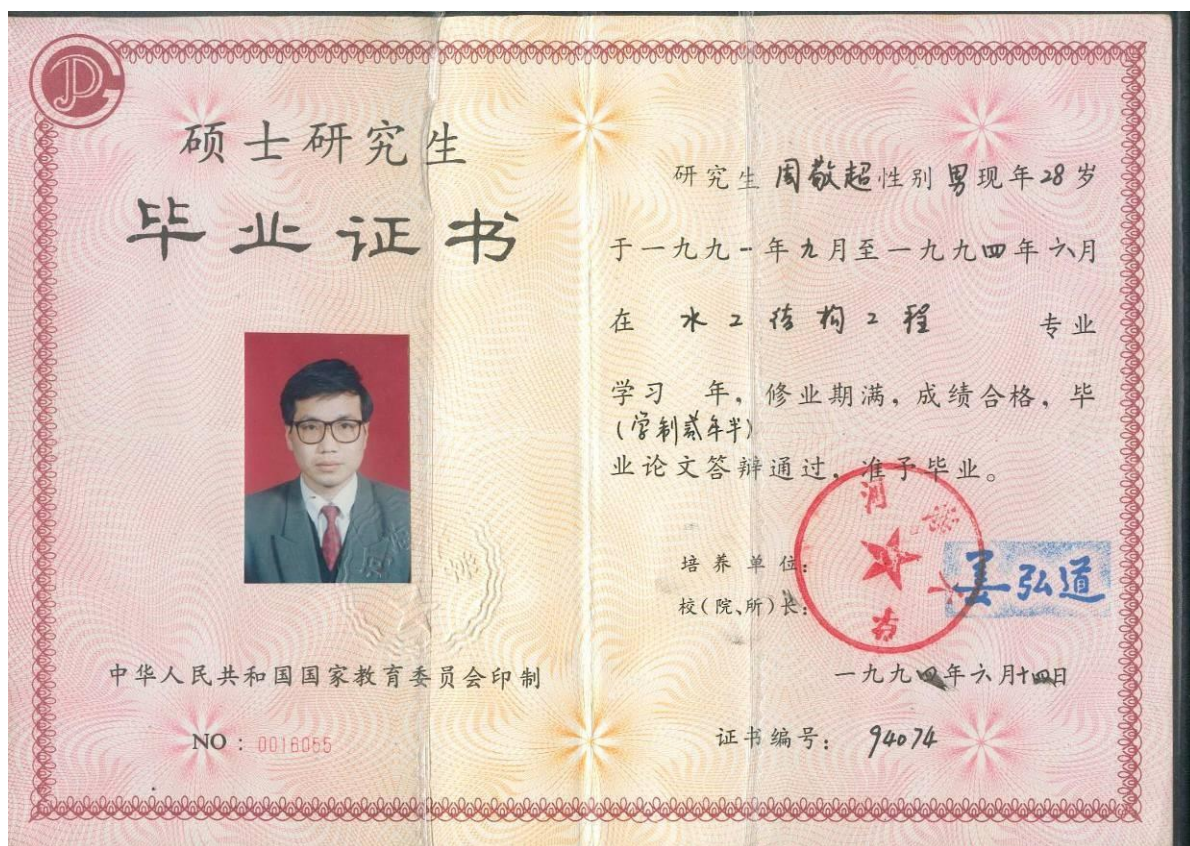 硕士研究生
毕业证书
中华人民共和国国家教育委员会印制
NO：0016055
研究生 周敬超 性别 男 现年 28 岁
于一九九一年九月至一九九四年六月
在 水工结构工程 专业
学习 年，修业期满，成绩合格，毕
（学制贰年半）
业论文答辩通过，准予毕业。
河海大学
培养单位：
校（院、所）长：
姜弘道
一九九四年六月十四日
证书编号： 94074